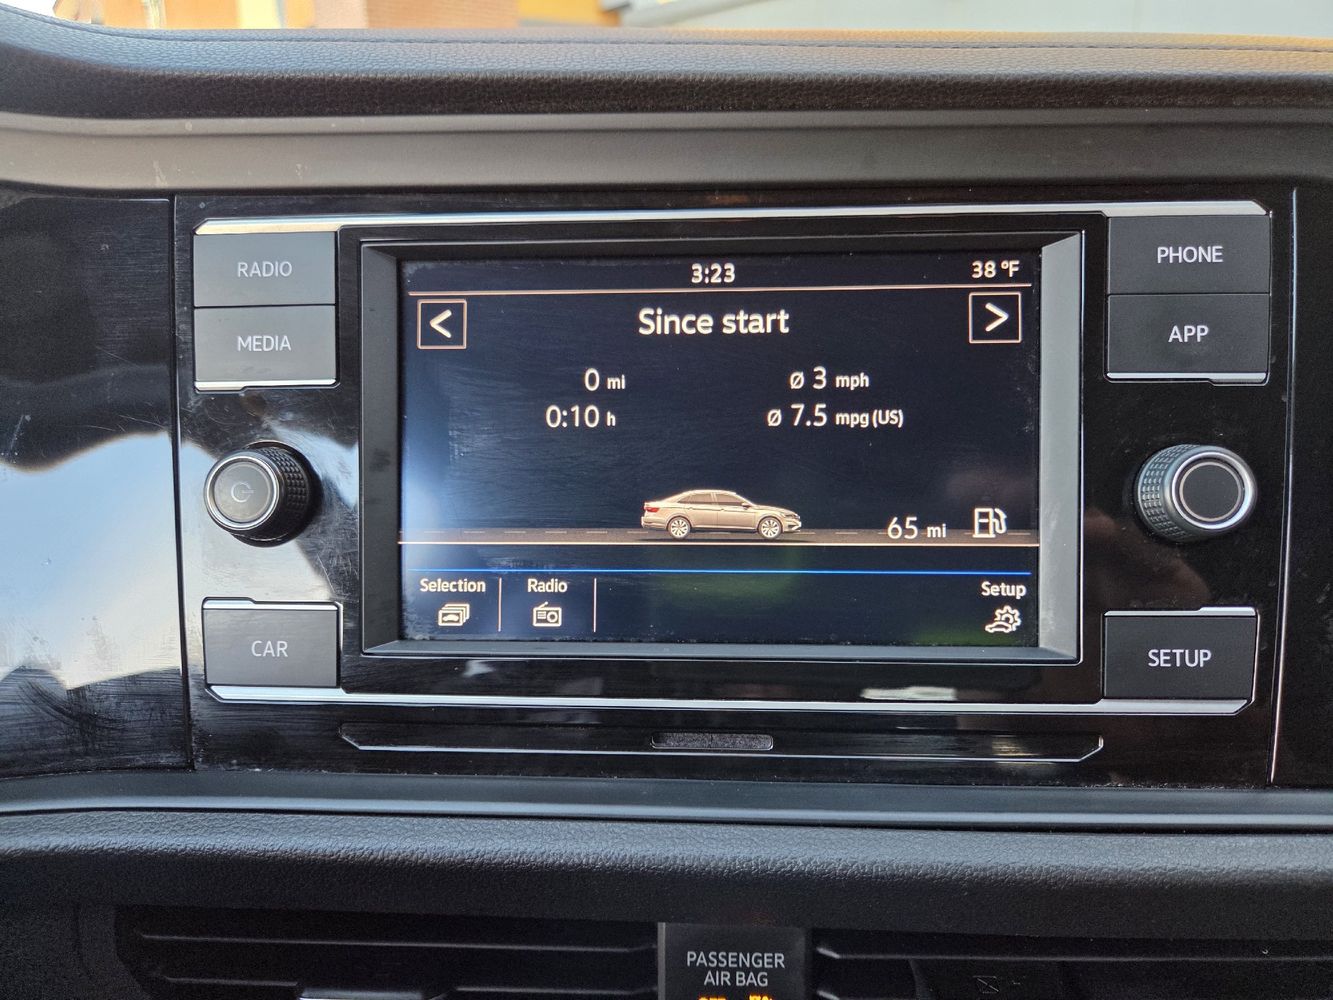 3:23 38 °F
RADIO
PHONE
< Since start >
MEDIA
APP
0 mi ø 3 mph
0:10 h ø 7.5 mpg (US)
65 mi
Selection Radio Setup
CAR
SETUP
PASSENGER
AIR BAG